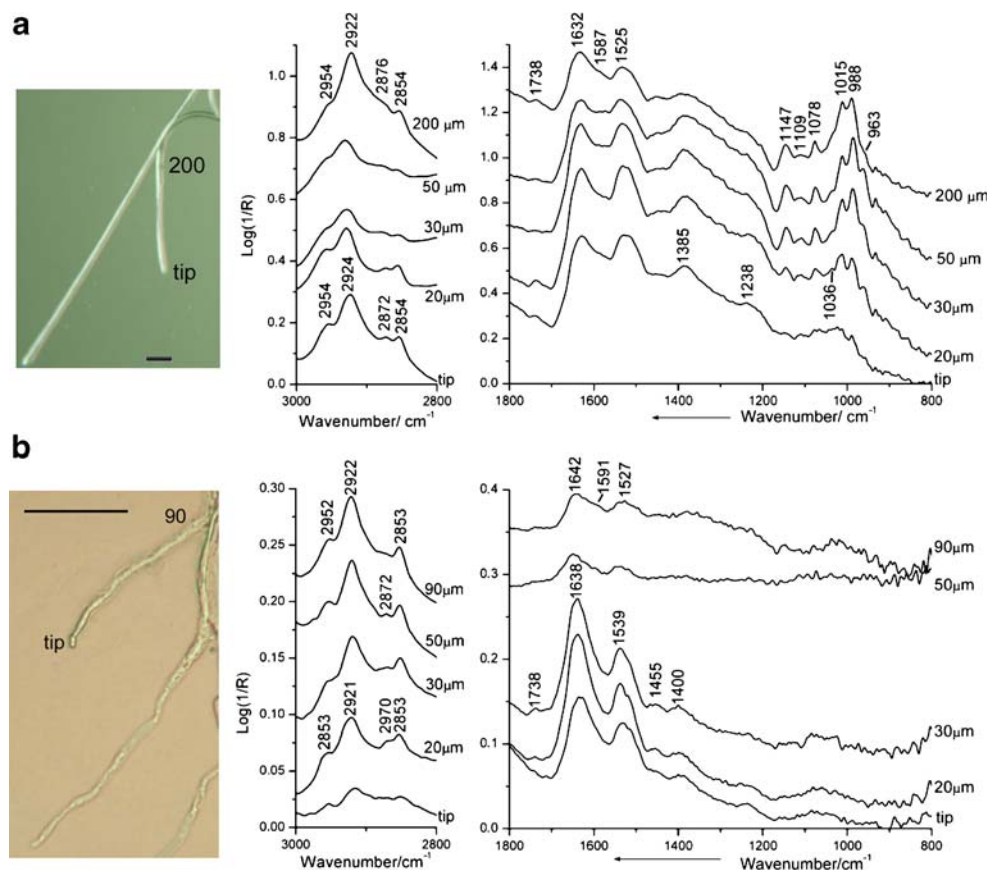 a
200
tip
Log(1/R)
1.0
0.8
0.6
0.4
0.2
0.0
2954
2922
2876
2854
200 μm
50 μm
30μm
20μm
tip
2954
2924
2872
2854
3000
2800
Wavenumber/ cm-1
1.4
1.2
1.0
0.8
0.6
0.4
0.2
0.0
1738
1632
1587
1525
1147
1109
1078
1015
988
963
1385
1238
1036
200 μm
50 μm
30μm
20μm
tip
1800
1600
1400
1200
1000
800
Wavenumber/ cm-1
b
90
tip
Log(1/R)
0.30
0.25
0.20
0.15
0.10
0.05
0.00
2952
2922
2853
90μm
2872
50μm
30μm
2853
2921
2970
2853
20μm
tip
3000
2800
Wavenumber/cm-1
0.4
0.3
0.2
0.1
0.0
1642
1591
1527
90μm
50μm
1638
1539
1738
1455
1400
30μm
20μm
tip
1800
1600
1400
1200
1000
800
Wavenumber/cm-1